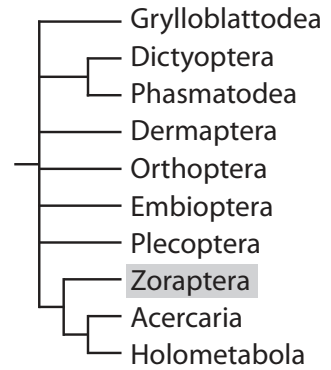 Grylloblattodea
Dictyoptera
Phasmatodea
Dermaptera
Orthoptera
Embioptera
Plecoptera
Zoraptera
Acercaria
Holometabola